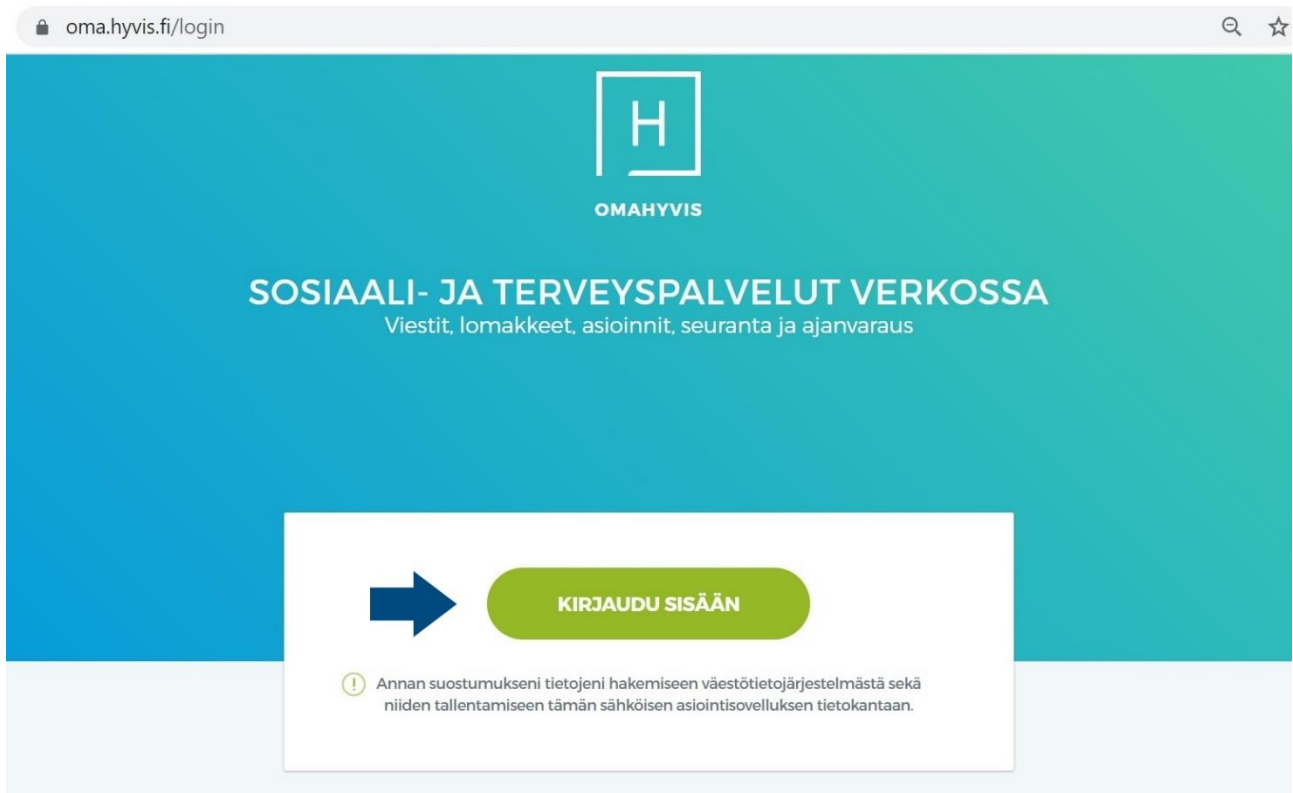 oma.hyvis.fi/login
H
OMAHYVIS
SOSIAALI- JA TERVEYSPALVELUT VERKOSSA
Viestit, lomakkeet, asioinnit, seuranta ja ajanvaraus
KIRJAUDU SISÄÄN
Annan suostumukseni tietojeni hakemiseen väestötietojärjestelmästä sekä
niiden tallentamiseen tämän sähköisen asiointisovelluksen tietokantaan.